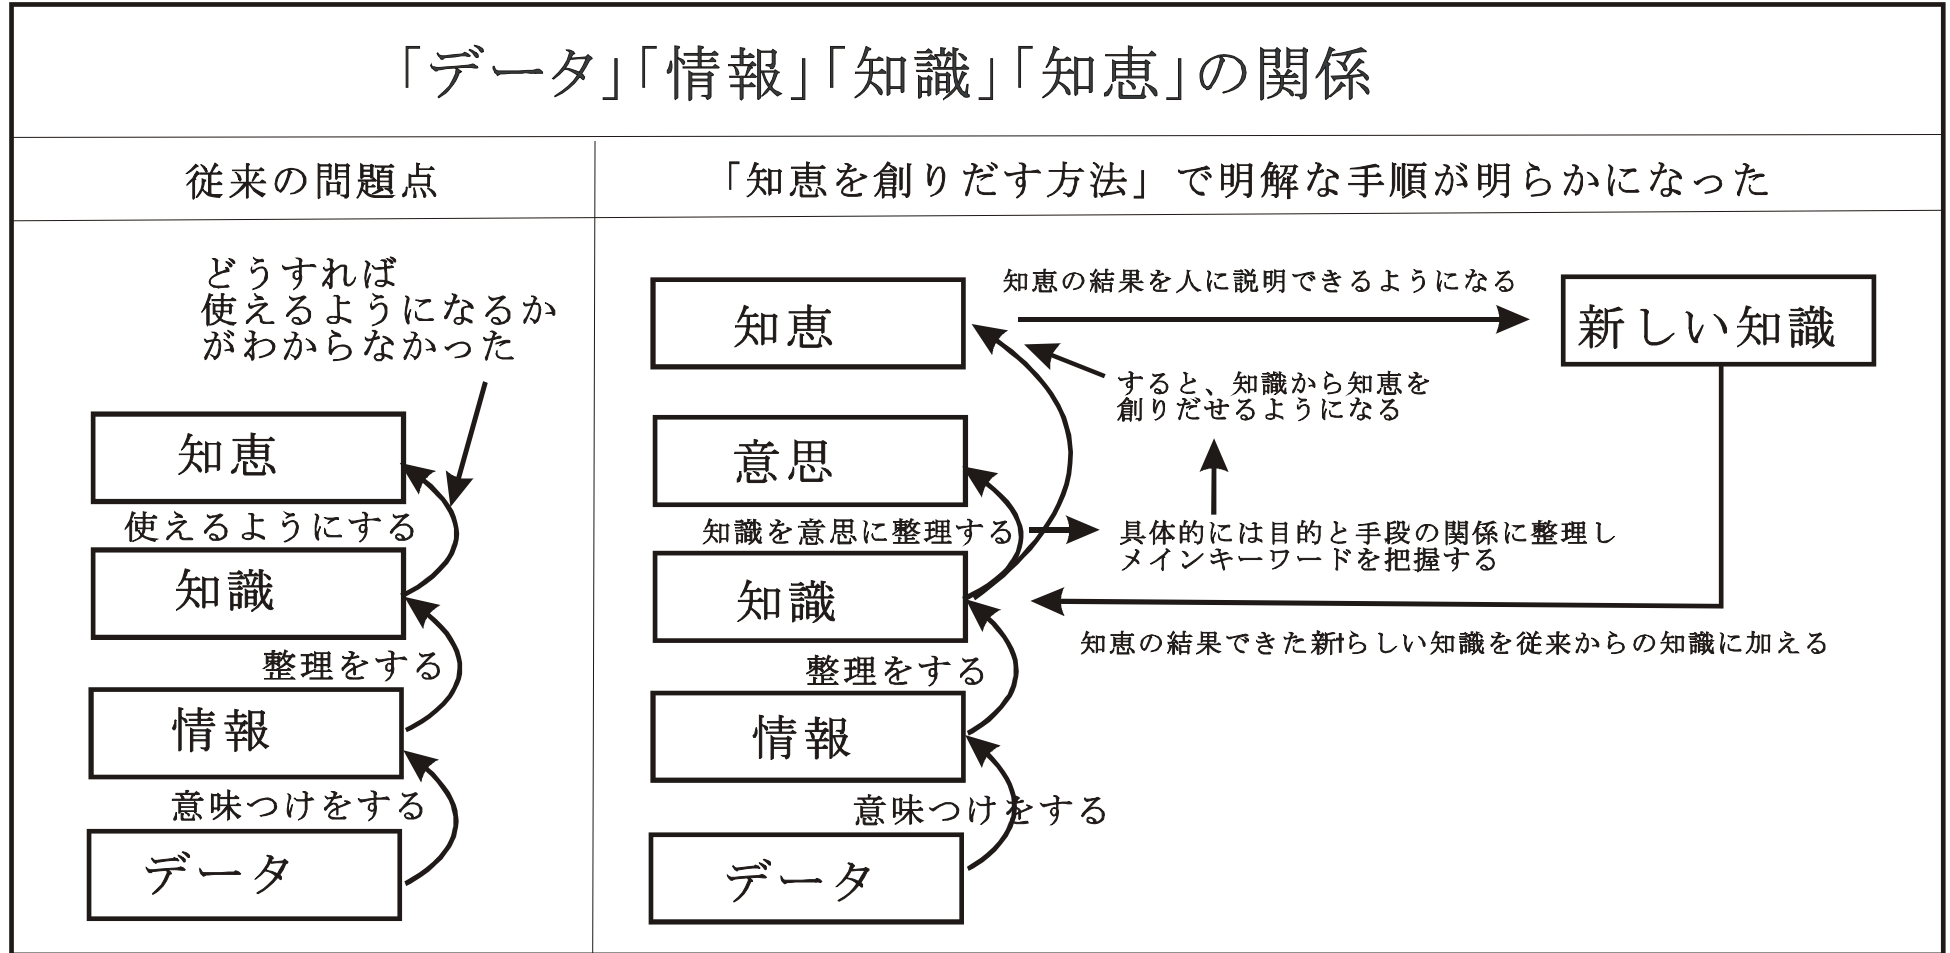 「データ」「情報」「知識」「知恵」の関係
従来の問題点
「知恵を創りだす方法」で明解な手順が明らかになった
どうすれば
使えるようになるか
がわからなかった
知恵
使えるようにする
知識
整理をする
情報
意味つけをする
データ
知恵
知恵の結果を人に説明できるようになる
新しい知識
すると、知識から知恵を
創りだせるようになる
意思
知識を意思に整理する
具体的には目的と手段の関係に整理し
メインキーワードを把握する
知識
知恵の結果できた新らしい知識を従来からの知識に加える
整理をする
情報
意味つけをする
データ